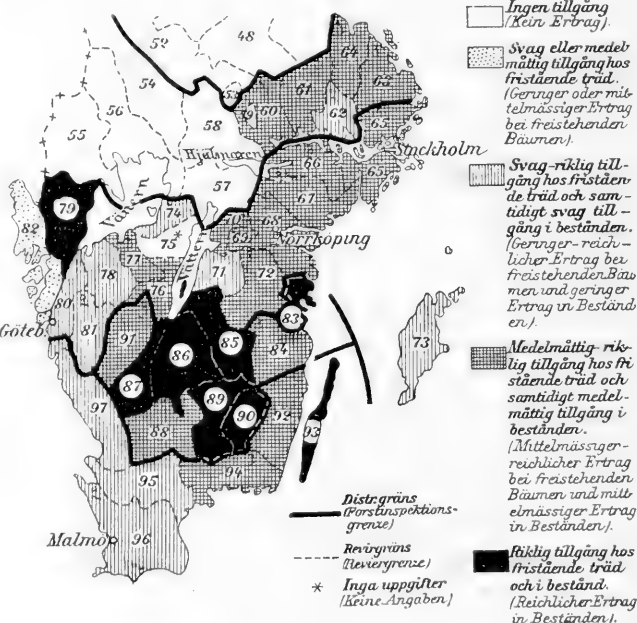 Ingen tillgång
(Kein Ertrag).
Svag eller medel
måttig tillgång hos
fristående träd.
(Geringer oder mit-
telmässiger Ertrag
bei freistehenden
Bäumen).
Svag-riklig till-
gång hos friståen-
de träd och sam-
tidigt svag till-
gång i bestånden.
(Geringer-reich-
licher Ertrag bei
freistehenden Bäu
men und geringer
Ertrag in Beständ
en).
Medelmåttig-rik-
lig tillgång hos fri
stående träd och
samtidigt medel-
måttig tillgång i
bestånden.
(Mittelmässiger-
reichlicher Ertrag
bei freistehenden
Bäumen und mitt
elmässiger Ertrag
in Beständen).
Riklig tillgång hos
fristående träd
och i bestånd.
(Reichlicher Ertrag
in Beständen).
Distr.gräns
(Forstinspektions-
grenze)
Revirgräns
(Reviergrenze)
* Inga uppgifter
(Keine Angaben)
52
48
54
64
61
63
56
55
58
60
62
65
Hjälmaren
Stockholm
66
57
65
67
79
Vänern
82
74
75
68
69
Norrköping
Vättern
77
78
71
72
76
80
81
Göteb.
91
83
86
85
84
73
87
89
97
90
92
88
93
94
95
Malmö
96